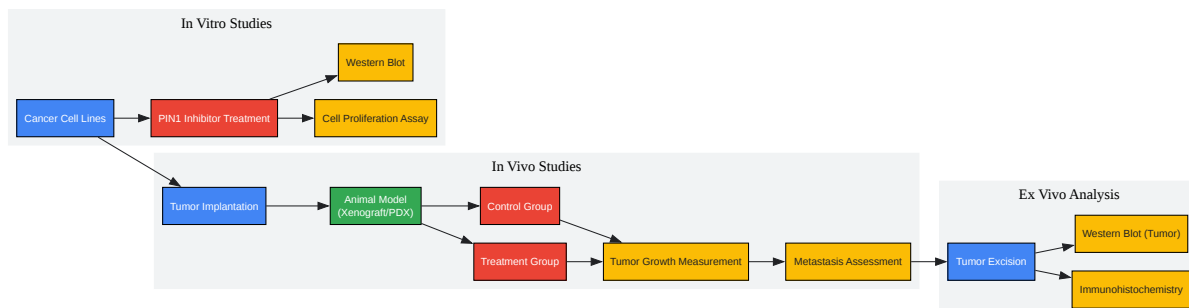 In Vitro Studies
Western Blot
Cancer Cell Lines
PIN1 Inhibitor Treatment
Cell Proliferation Assay
In Vivo Studies
Tumor Implantation
Animal Model
(Xenograft/PDX)
Control Group
Treatment Group
Tumor Growth Measurement
Metastasis Assessment
Ex Vivo Analysis
Tumor Excision
Western Blot (Tumor)
Immunohistochemistry